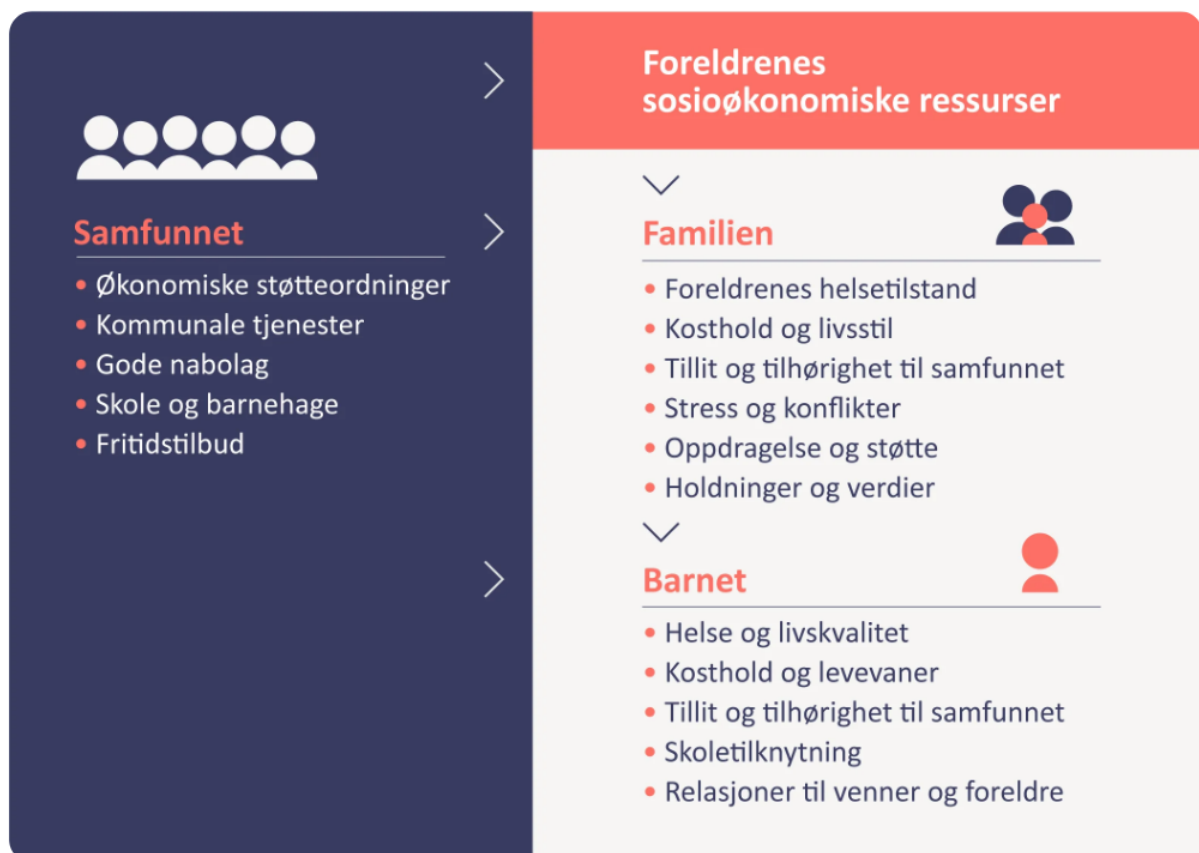 Samfunnet
• Økonomiske støtteordninger
• Kommunale tjenester
• Gode nabolag
• Skole og barnehage
• Fritidstilbud
Foreldrenes
sosioøkonomiske ressurser
Familien
• Foreldrenes helsetilstand
• Kosthold og livsstil
• Tillit og tilhørighet til samfunnet
• Stress og konflikter
• Oppdragelse og støtte
• Holdninger og verdier
Barnet
• Helse og livskvalitet
• Kosthold og levevaner
• Tillit og tilhørighet til samfunnet
• Skoletilknytning
• Relasjoner til venner og foreldre